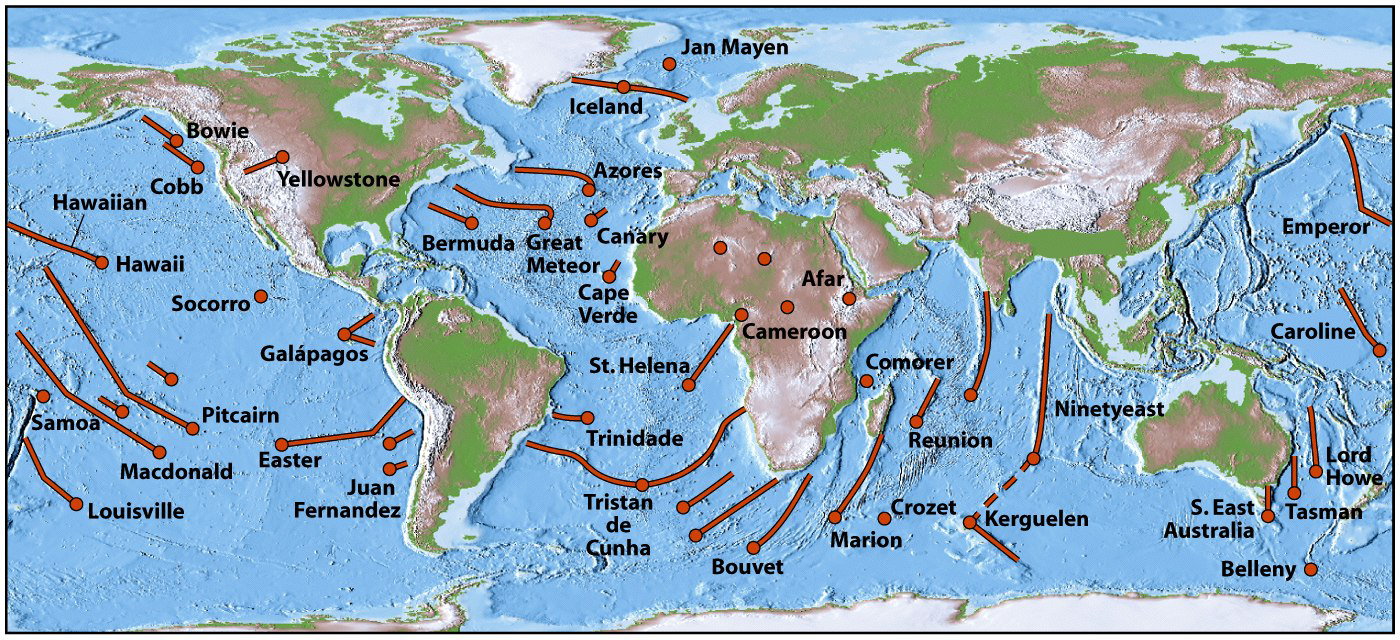 Jan Mayen
Iceland
Bowie
Cobb
Yellowstone
Azores
Hawaiian
Bermuda
Great
Meteor
Canary
Emperor
Hawaii
Cape
Verde
Afar
Socorro
Cameroon
Caroline
Galápagos
St. Helena
Comorer
Samoa
Pitcairn
Trinidade
Ninetyeast
Reunion
Macdonald
Easter
Lord
Howe
Juan
Fernandez
Louisville
Tristan
de
Cunha
Crozet
Kerguelen
Marion
S. East
Australia
Tasman
Bouvet
Belleny